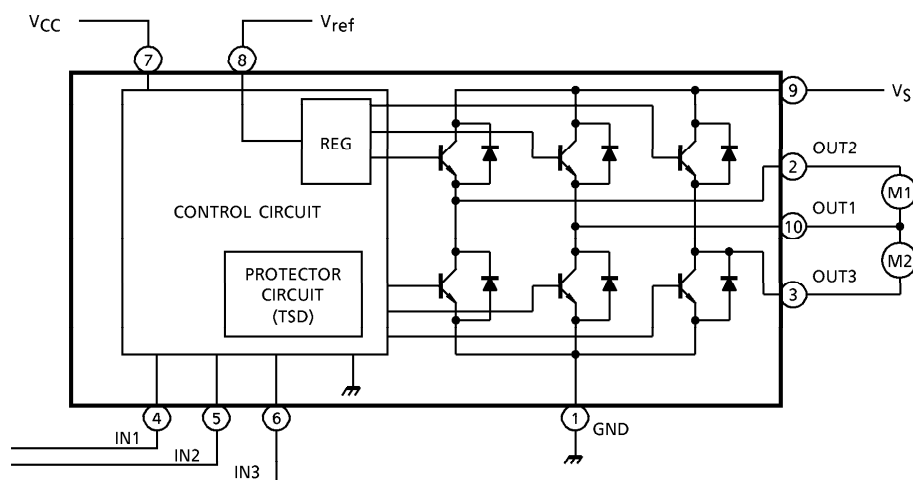 VCC
Vref
7
8
9
VS
REG
OUT2
2
M1
CONTROL CIRCUIT
OUT1
10
M2
PROTECTOR
CIRCUIT
(TSD)
OUT3
3
4
5
6
1
GND
IN1
IN2
IN3